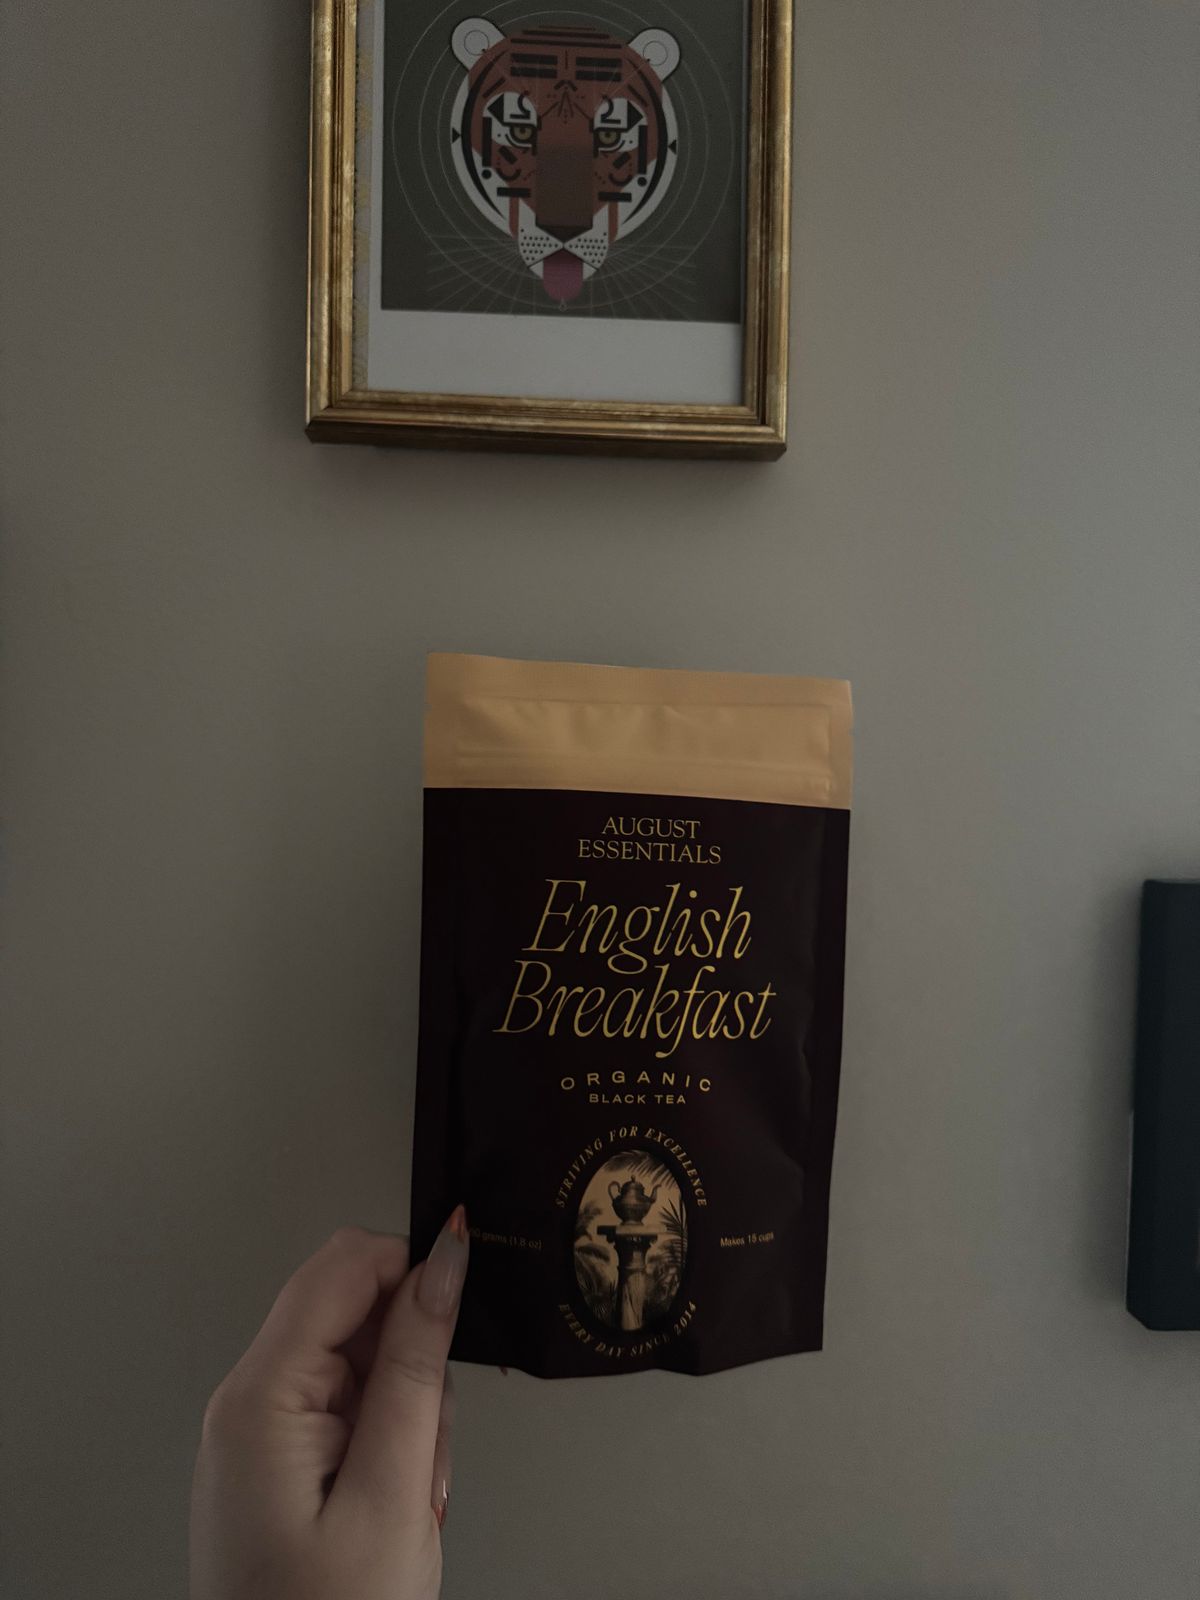 AUGUST
ESSENTIALS
English
Breakfast
ORGANIC
BLACK TEA
STRIVING FOR EXCELLENCE
grams (1.8 oz)
Makes 15 cups
EVERY DAY SINCE 2014